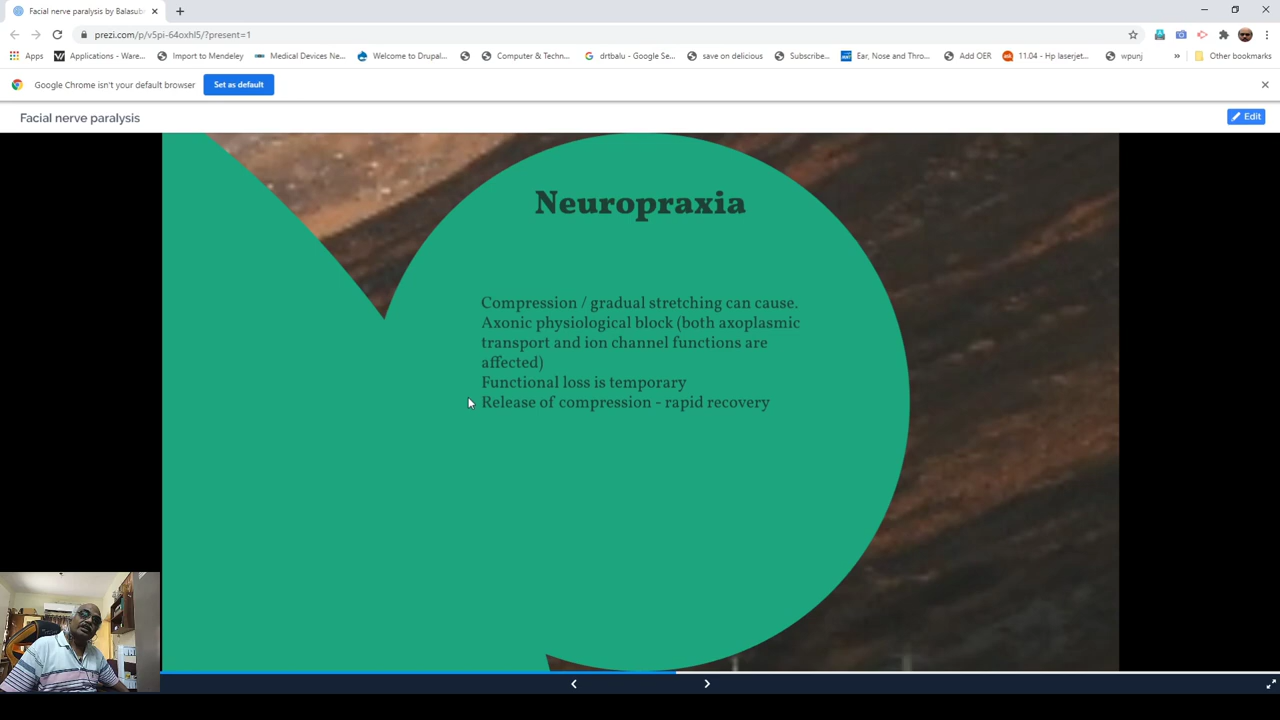 Facial nerve paralysis by Balasub
prezi.com/p/v5pi-64oxhl5/?present=1
Apps
Applications - Ware...
Import to Mendeley
Medical Devices Ne...
Welcome to Drupal...
Computer & Techn...
drtbalu - Google Se...
save on delicious
Subscribe...
Ear, Nose and Thro...
Add OER
11.04 - Hp laserjet...
wpunj
»
Other bookmarks
Google Chrome isn't your default browser
Set as default
Facial nerve paralysis
Edit
Neuropraxia
Compression / gradual stretching can cause.
Axonic physiological block (both axoplasmic
transport and ion channel functions are
affected)
Functional loss is temporary
Release of compression - rapid recovery